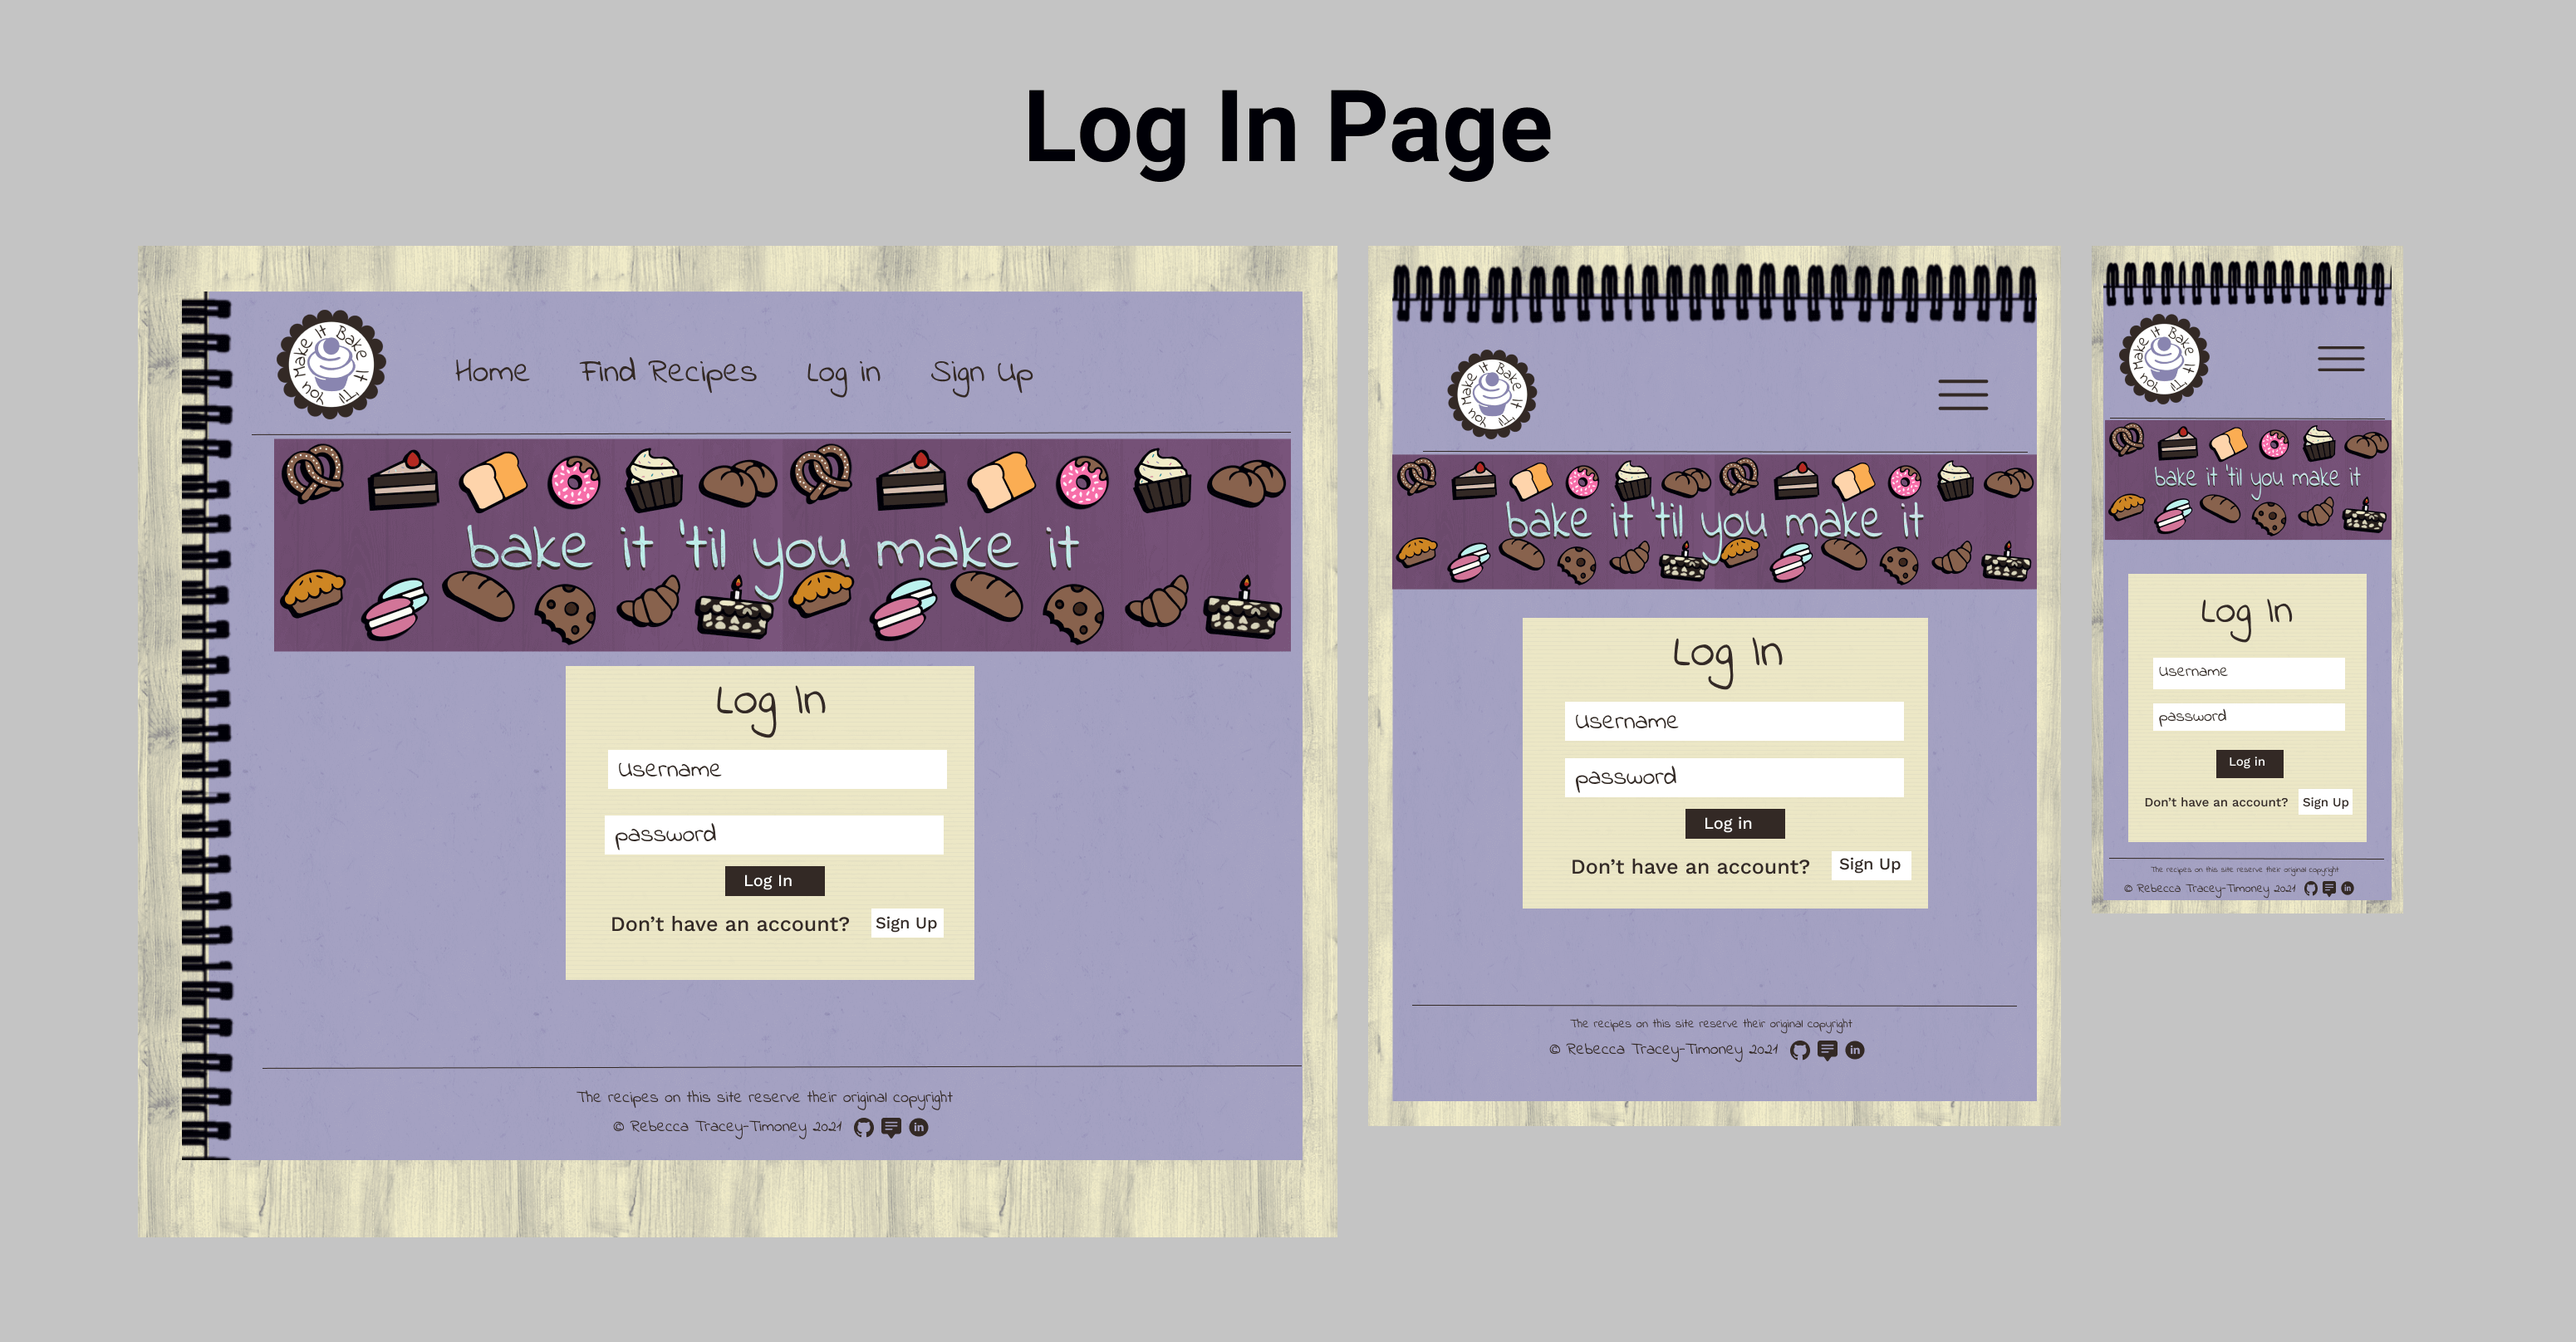 Log In Page
Bake It 'Til You Make It
Home Find Recipes Log in Sign Up
bake it 'til you make it
Log In
Username
password
Log In
Don't have an account? Sign Up
The recipes on this site reserve their original copyright
© Rebecca Tracey-Timoney 2021 in
Bake It 'Til You Make It
bake it 'til you make it
Log In
Username
password
Log in
Don't have an account? Sign Up
The recipes on this site reserve their original copyright
© Rebecca Tracey-Timoney 2021 in
Bake It 'Til You Make It
bake it 'til you make it
Log In
Username
password
Log in
Don't have an account? Sign Up
The recipes on this site reserve their original copyright
© Rebecca Tracey-Timoney 2021 in